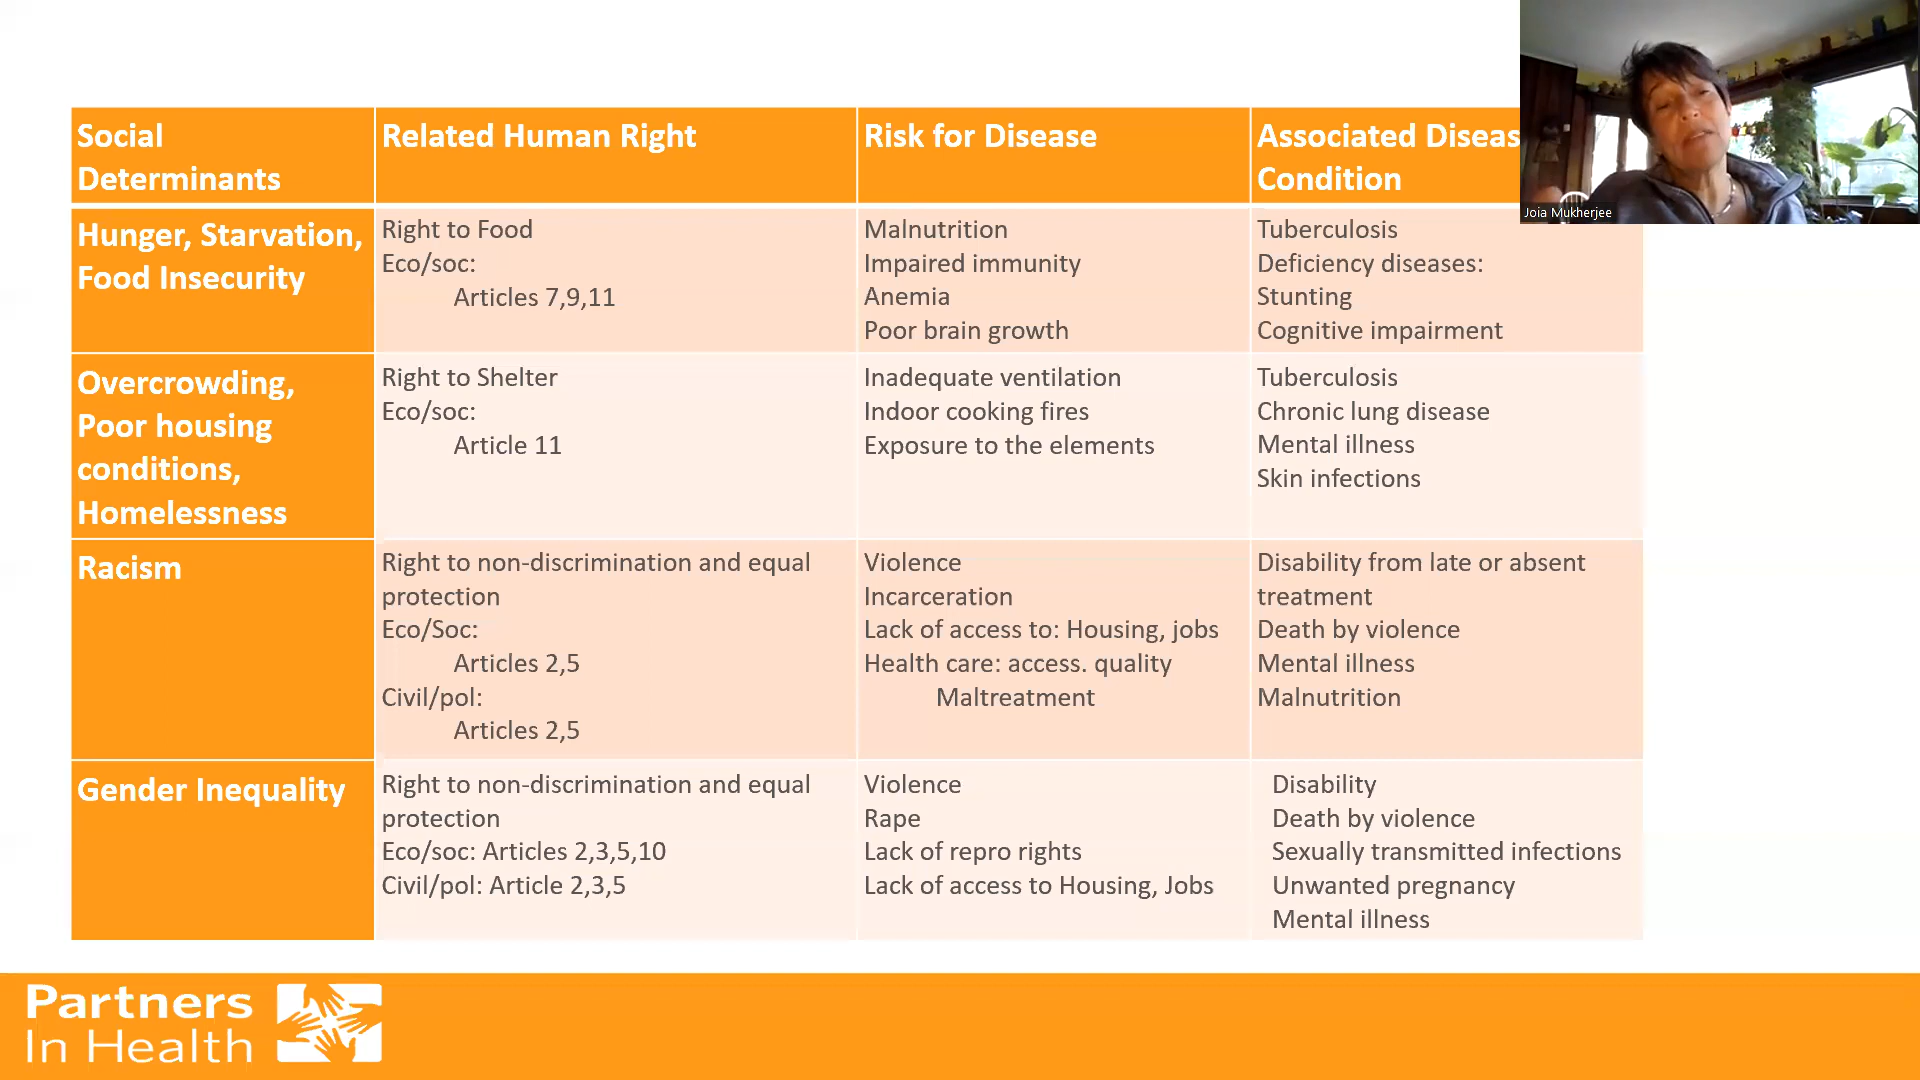 Social
Determinants
Related Human Right
Risk for Disease
Associated Diseas
Condition
Joia Mukherjee
Hunger, Starvation,
Food Insecurity
Right to Food
Eco/soc:
Articles 7,9,11
Malnutrition
Impaired immunity
Anemia
Poor brain growth
Tuberculosis
Deficiency diseases:
Stunting
Cognitive impairment
Overcrowding,
Poor housing
conditions,
Homelessness
Right to Shelter
Eco/soc:
Article 11
Inadequate ventilation
Indoor cooking fires
Exposure to the elements
Tuberculosis
Chronic lung disease
Mental illness
Skin infections
Racism
Right to non-discrimination and equal
protection
Eco/Soc:
Articles 2,5
Civil/pol:
Articles 2,5
Violence
Incarceration
Lack of access to: Housing, jobs
Health care: access. quality
Maltreatment
Disability from late or absent
treatment
Death by violence
Mental illness
Malnutrition
Gender Inequality
Right to non-discrimination and equal
protection
Eco/soc: Articles 2,3,5,10
Civil/pol: Article 2,3,5
Violence
Rape
Lack of repro rights
Lack of access to Housing, Jobs
Disability
Death by violence
Sexually transmitted infections
Unwanted pregnancy
Mental illness
Partners
In Health